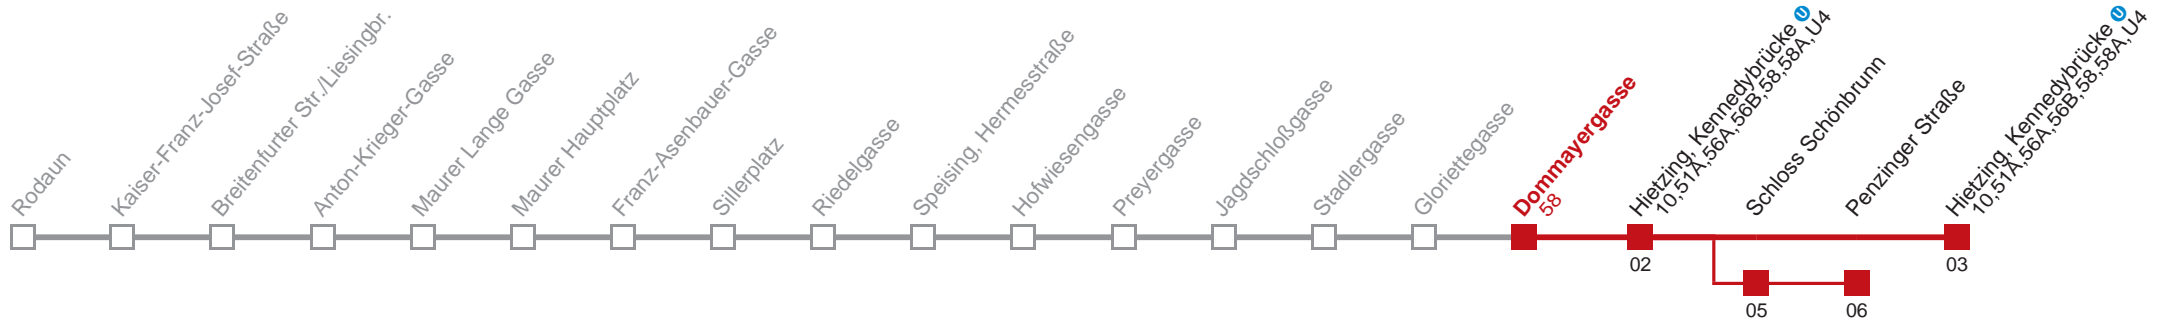 Rodaun
Kaiser-Franz-Josef-Straße
Breitenfurter Str./Liesingbr.
Anton-Krieger-Gasse
Maurer Lange Gasse
Maurer Hauptplatz
Franz-Asenbauer-Gasse
Sillerplatz
Riedelgasse
Speising, Hermesstraße
Hofwiesengasse
Preyergasse
Jagdschloßgasse
Stadlergasse
Gloriettegasse
Dommayergasse
58
Hietzing, Kennedybrücke U
10,51A,56A,56B,58,58A,U4
Schloss Schönbrunn
Penzinger Straße
Hietzing, Kennedybrücke U
10,51A,56A,56B,58,58A,U4
02
03
05
06